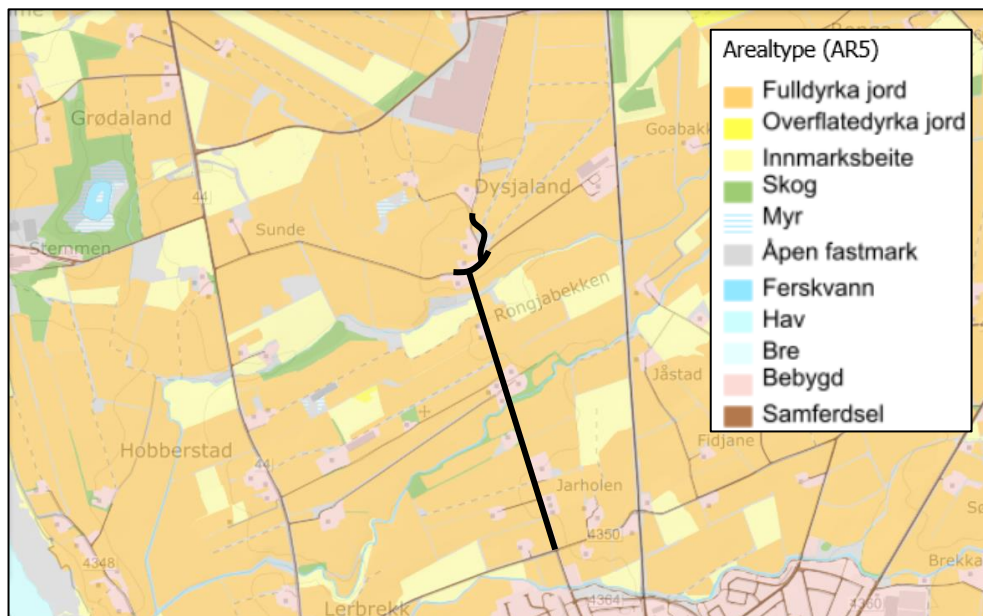 Arealtype (AR5)
Fulldyrka jord
Overflatedyrka jord
Innmarksbeite
Skog
Myr
Åpen fastmark
Ferskvann
Hav
Bre
Bebygd
Samferdsel
Grødaland
Goabakk
Dysjaland
44
Sunde
Stemmen
Rongjabekken
Jåstad
Fidjane
Hobberstad
44
Jarholen
4350
4348
Brekka
4364
4360
Lerbrekk